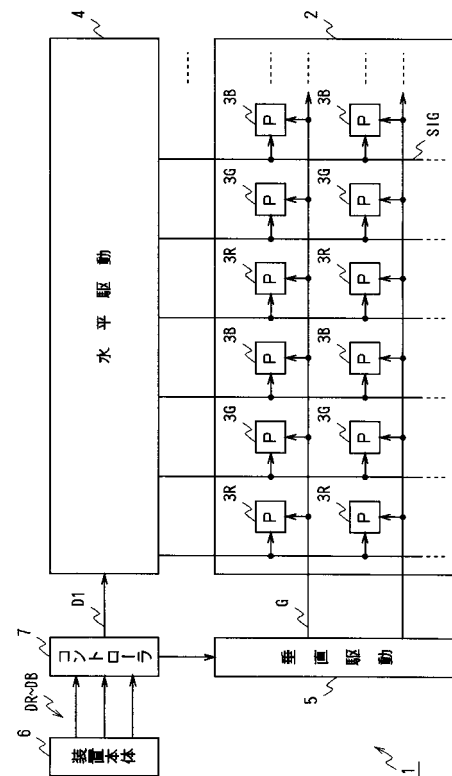 4
水平駆動
2
3R 3G 3B 3R 3G 3B
P P P P P P
3R 3G 3B 3R 3G 3B
P P P P P P
SIG
D1
G
7
コントローラ
垂直駆動
5
DR~DB
6
装置本体
1